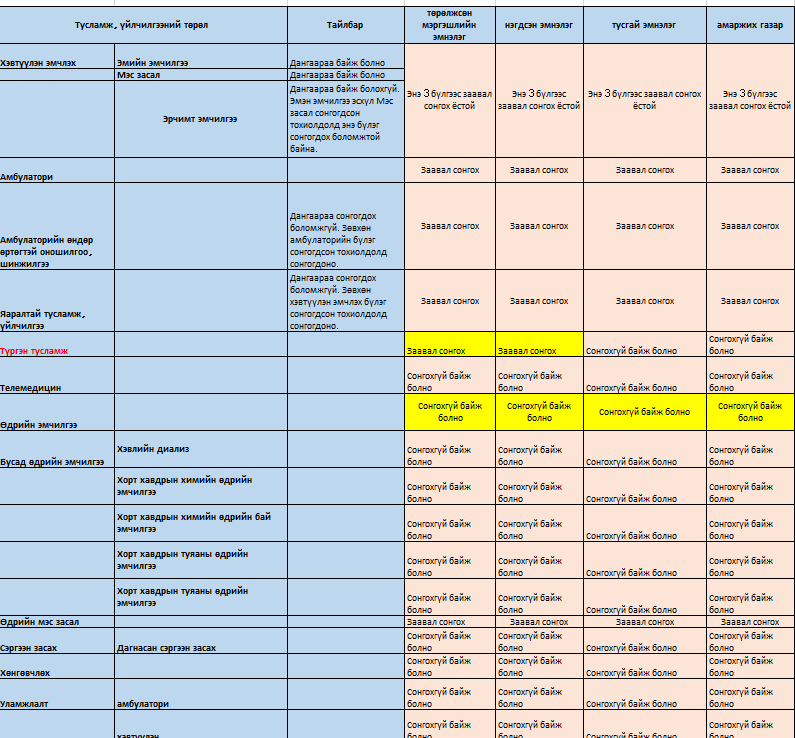 Тусламж, үйлчилгээний төрөл
Тайлбар
төрөлжсөн
мэргэшлийн
эмнэлэг
нэгдсэн эмнэлэг
тусгай эмнэлэг
амаржих газар
Хэвтүүлэн эмчлэх
Эмийн эмчилгээ
Дангаараа байж болно
Мэс засал
Дангаараа байж болно
Эрчимт эмчилгээ
Дангаараа байж болохгүй.
Эмэн эмчилгээ эсхүл Мэс
засал сонгогдсон
тохиолдолд энэ бүлэг
сонгогдох боломжтой
байна.
Энэ 3 бүлгээс заавал
сонгох ёстой
Энэ 3 бүлгээс
заавал сонгох ёстой
Энэ 3 бүлгээс заавал сонгох
ёстой
Энэ 3 бүлгээс
заавал сонгох ёстой
Амбулатори
Заавал сонгох
Заавал сонгох
Заавал сонгох
Заавал сонгох
Амбулаторийн өндөр
өртөгтэй оношилгоо,
шинжилгээ
Дангаараа сонгогдох
боломжгүй. Зөвхөн
амбулаторийн бүлэг
сонгогдсон тохиолдолд
сонгогдоно.
Заавал сонгох
Заавал сонгох
Заавал сонгох
Заавал сонгох
Яаралтай тусламж,
үйлчилгээ
Дангаараа сонгогдох
боломжгүй. Зөвхөн
хэвтүүлэн эмчлэх бүлэг
сонгогдсон тохиолдолд
сонгогдоно.
Заавал сонгох
Заавал сонгох
Заавал сонгох
Заавал сонгох
Түргэн тусламж
Заавал сонгох
Заавал сонгох
Сонгохгүй байж болно
Сонгохгүй байж
болно
Телемедицин
Сонгохгүй байж
болно
Сонгохгүй байж
болно
Сонгохгүй байж болно
Сонгохгүй байж
болно
Өдрийн эмчилгээ
Сонгохгүй байж
болно
Сонгохгүй байж
болно
Сонгохгүй байж болно
Сонгохгүй байж
болно
Бусад өдрийн эмчилгээ
Хэвлийн диализ
Сонгохгүй байж
болно
Сонгохгүй байж
болно
Сонгохгүй байж болно
Сонгохгүй байж
болно
Хорт хавдрын химийн өдрийн
эмчилгээ
Сонгохгүй байж
болно
Сонгохгүй байж
болно
Сонгохгүй байж болно
Сонгохгүй байж
болно
Хорт хавдрын химийн өдрийн бай
эмчилгээ
Сонгохгүй байж
болно
Сонгохгүй байж
болно
Сонгохгүй байж болно
Сонгохгүй байж
болно
Хорт хавдрын туяаны өдрийн
эмчилгээ
Сонгохгүй байж
болно
Сонгохгүй байж
болно
Сонгохгүй байж болно
Сонгохгүй байж
болно
Хорт хавдрын туяаны өдрийн
эмчилгээ
Сонгохгүй байж
болно
Сонгохгүй байж
болно
Сонгохгүй байж болно
Сонгохгүй байж
болно
Өдрийн мэс засал
Заавал сонгох
Заавал сонгох
Заавал сонгох
Заавал сонгох
Сэргээн засах
Дагнасан сэргээн засах
Сонгохгүй байж
болно
Сонгохгүй байж
болно
Сонгохгүй байж болно
Сонгохгүй байж
болно
Хөнгөвчлөх
Сонгохгүй байж
болно
Сонгохгүй байж
болно
Сонгохгүй байж болно
Сонгохгүй байж
болно
Уламжлалт
амбулатори
Сонгохгүй байж
болно
Сонгохгүй байж
болно
Сонгохгүй байж болно
Сонгохгүй байж
болно
хэвтүүлэн
Сонгохгүй байж
болно
Сонгохгүй байж
болно
Сонгохгүй байж болно
Сонгохгүй байж
болно